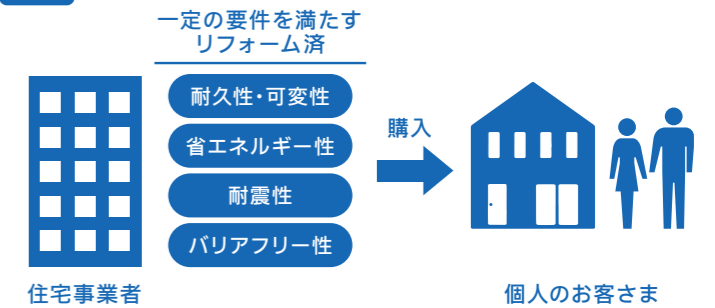 一定の要件を満たす
リフォーム済
耐久性・可変性
省エネルギー性
耐震性
バリアフリー性
購入
住宅事業者
個人のお客さま